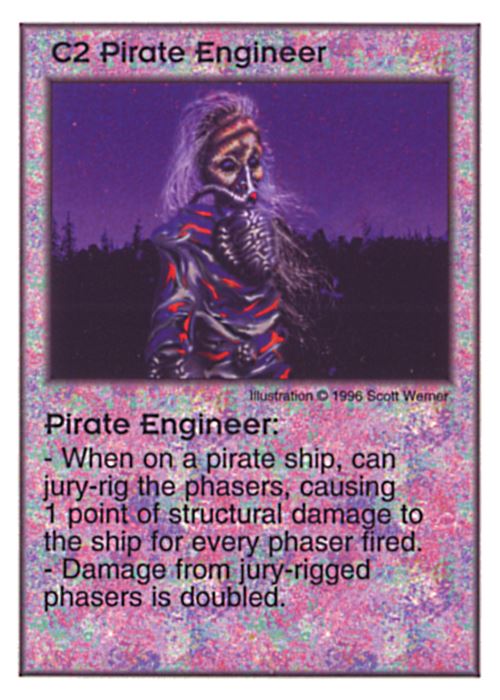 C2 Pirate Engineer
Illustration © 1996 Scott Werner
Pirate Engineer:
- When on a pirate ship, can
jury-rig the phasers, causing
1 point of structural damage to
the ship for every phaser fired.
- Damage from jury-rigged
phasers is doubled.